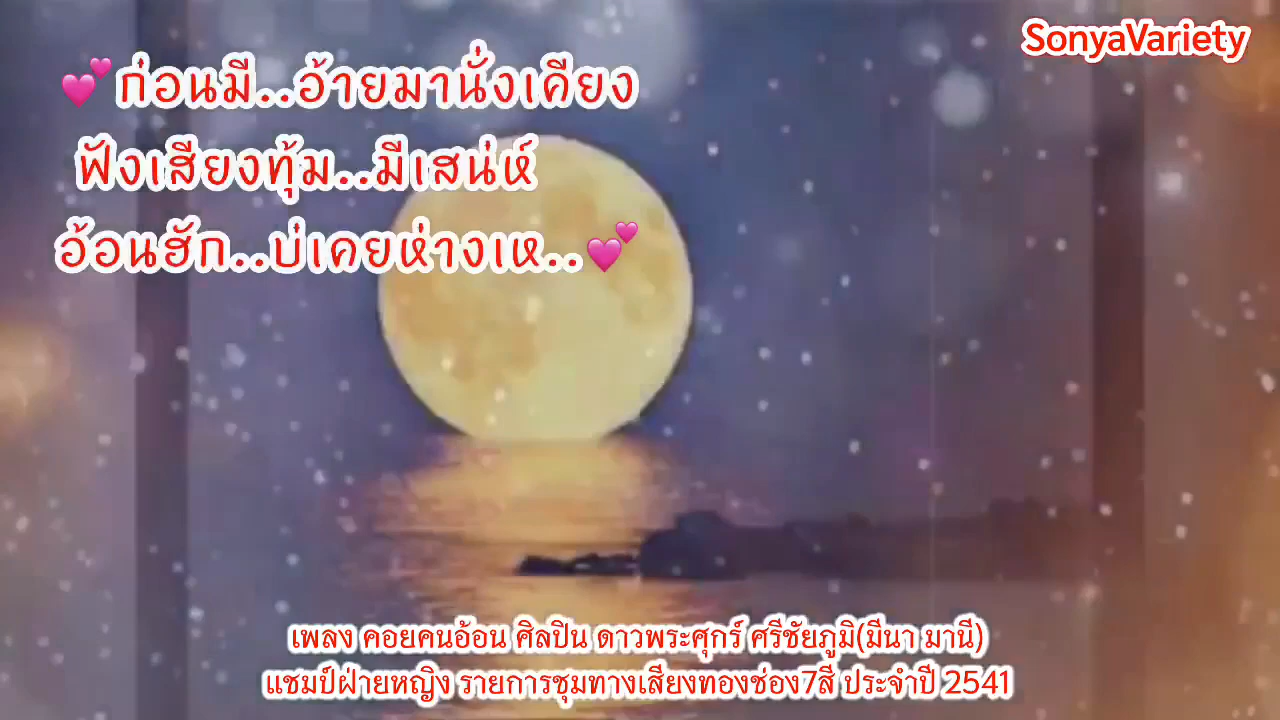 SonyaVariety
💕ก่อนมี..อ้ายมานั่งเคียง
ฟังเสียงทุ้ม..มีเสน่ห์
อ้อนฮัก..บ่เคยห่างเห..💕
เพลง คอยคนอ้อน ศิลปิน ดาวพระศุกร์ ศรีชัยภูมิ(มีนา มานี)
แชมป์ฝ่ายหญิง รายการชุมทางเสียงทองช่อง7สี ประจำปี 2541